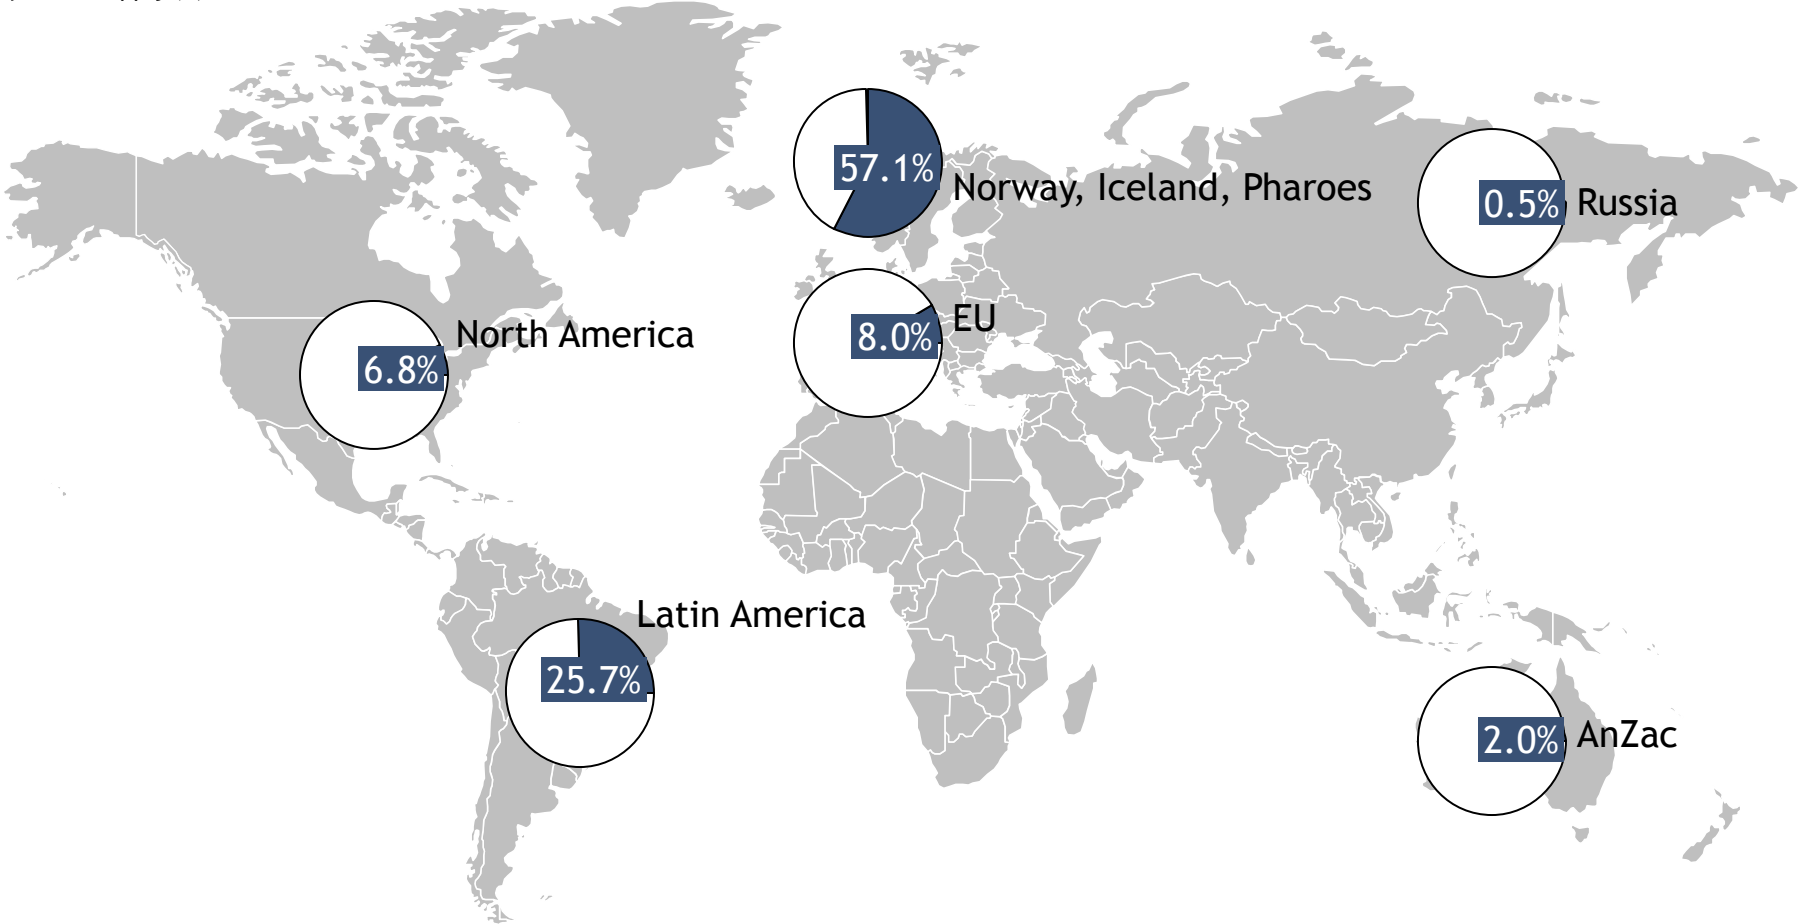 57.1%
Norway, Iceland, Pharoes
0.5%
Russia
EU
8.0%
North America
6.8%
Latin America
25.7%
2.0%
AnZac